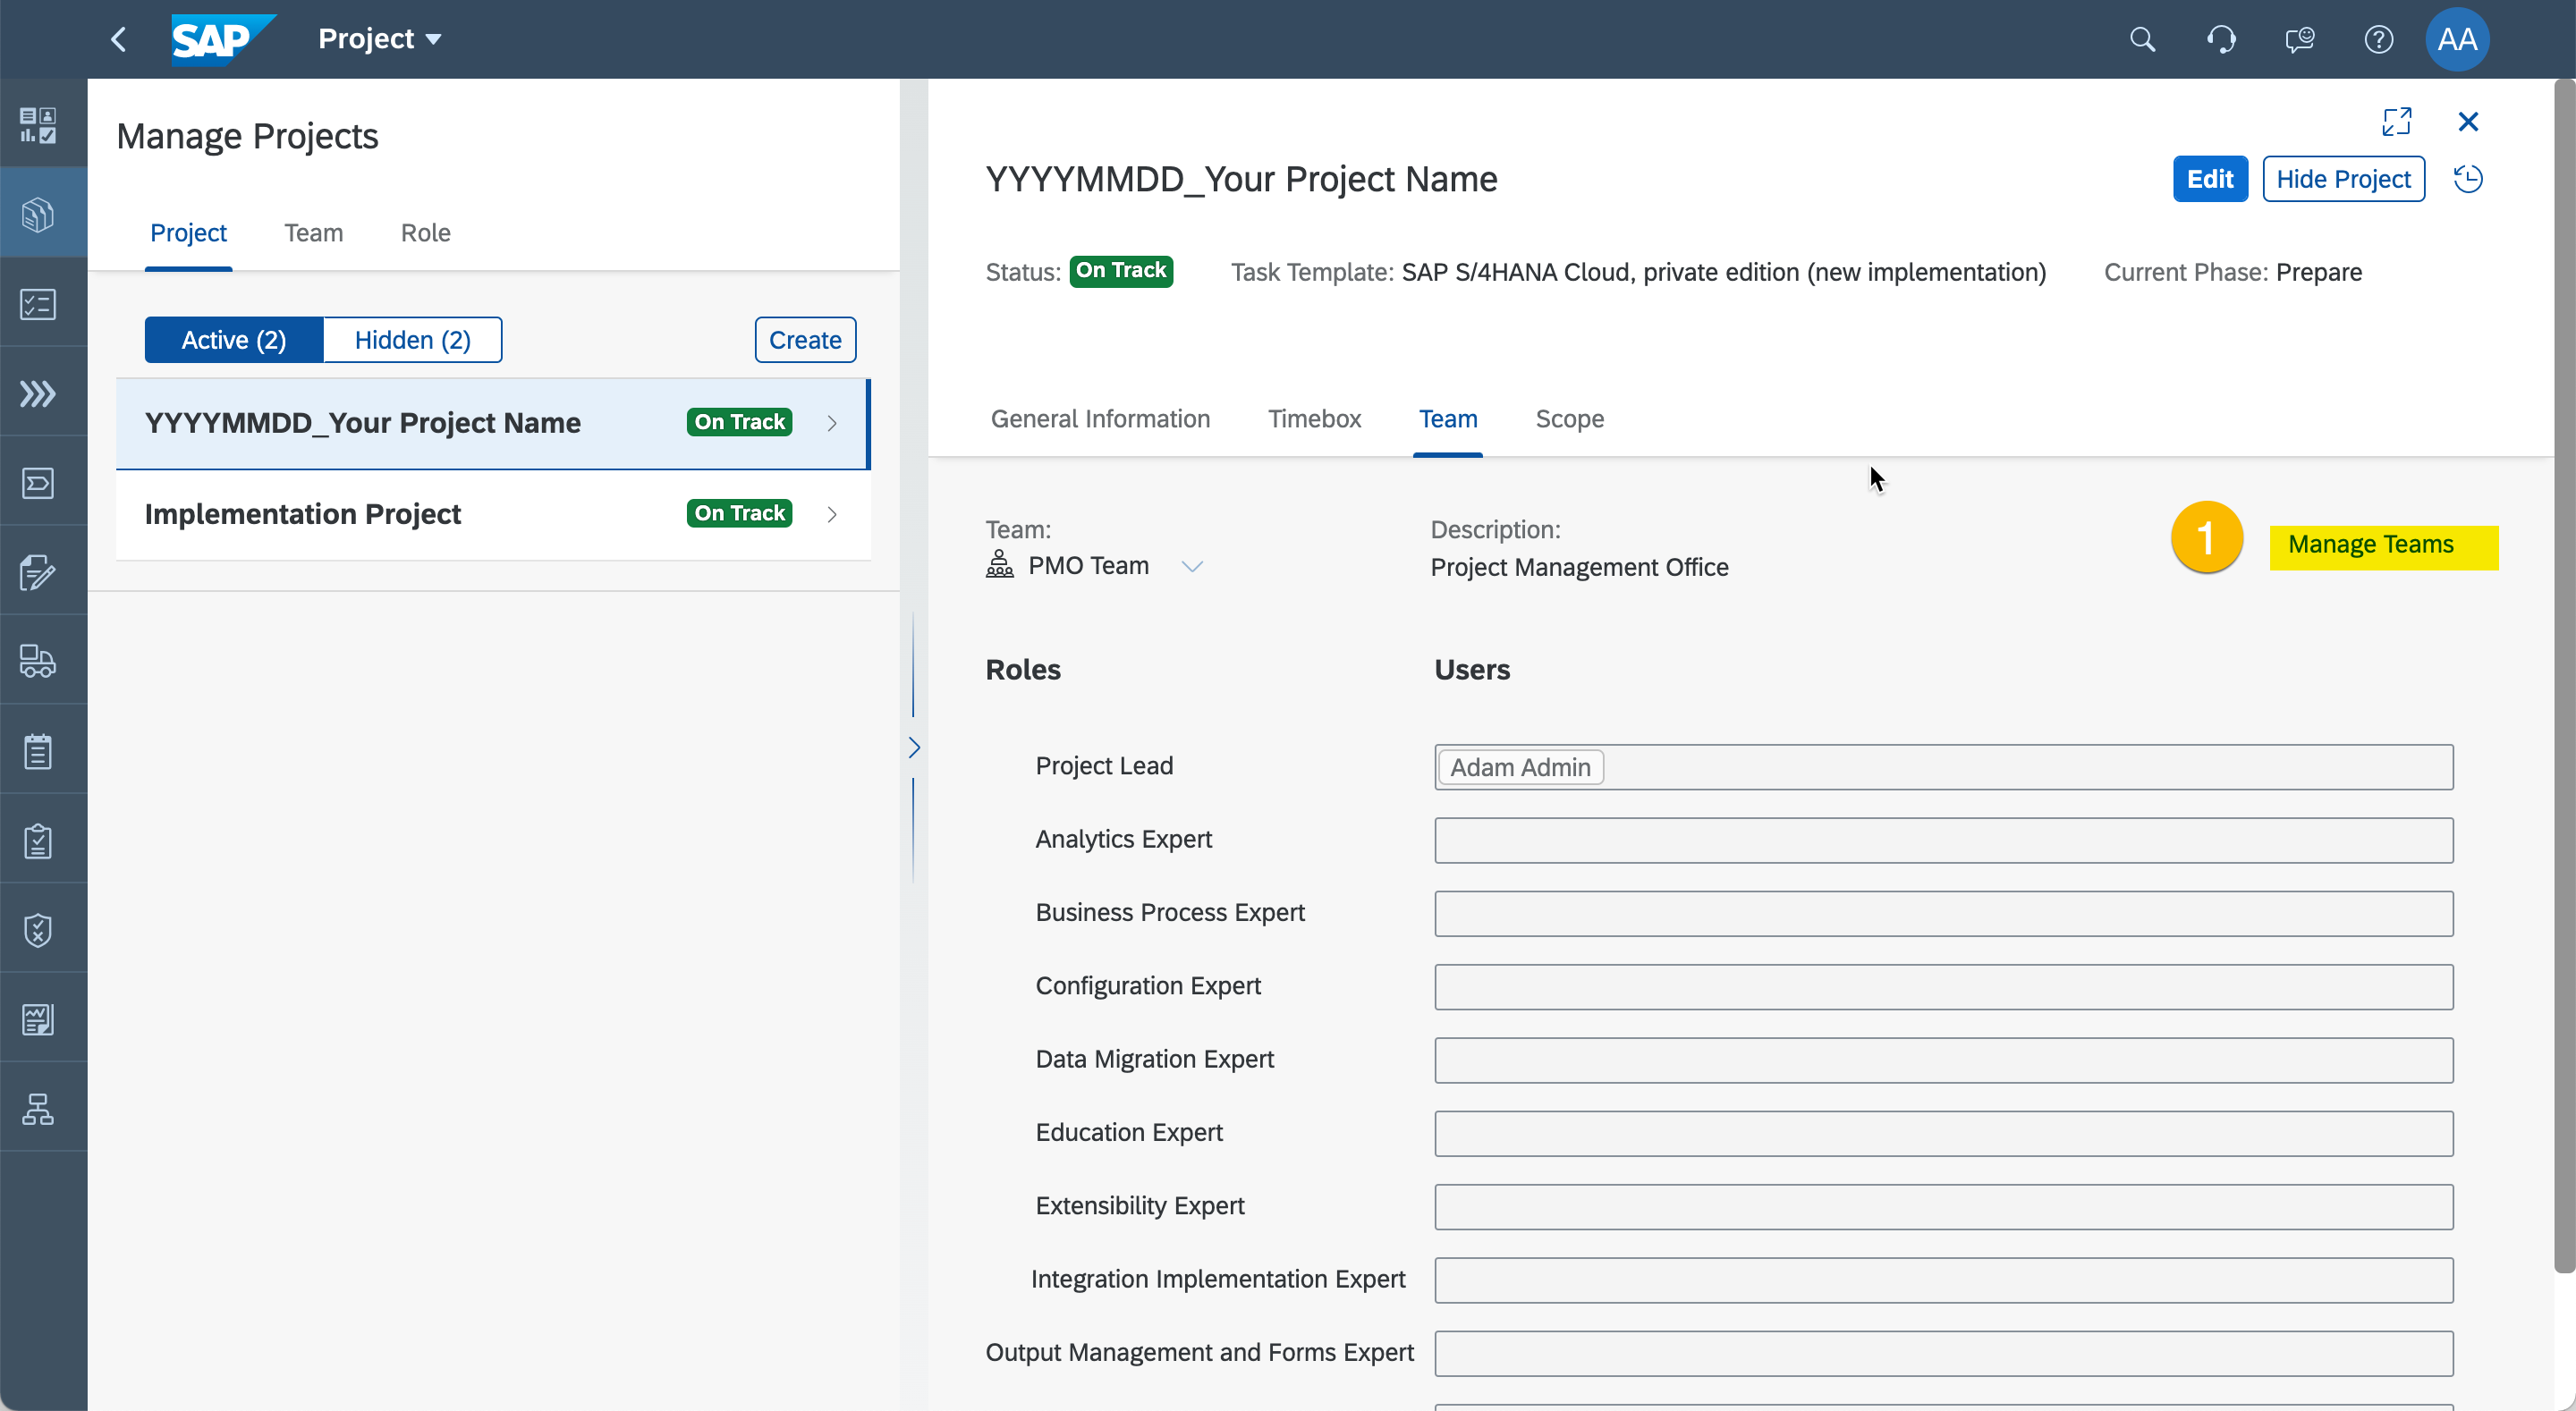 SAP Project
AA
Manage Projects
Project Team Role
Active (2) Hidden (2) Create
YYYYMMDD_Your Project Name On Track
Implementation Project On Track
YYYYMMDD_Your Project Name
Edit Hide Project
Status: On Track Task Template: SAP S/4HANA Cloud, private edition (new implementation) Current Phase: Prepare
General Information Timebox Team Scope
Team: Description:
PMO Team Project Management Office
1 Manage Teams
Roles Users
Project Lead Adam Admin
Analytics Expert
Business Process Expert
Configuration Expert
Data Migration Expert
Education Expert
Extensibility Expert
Integration Implementation Expert
Output Management and Forms Expert